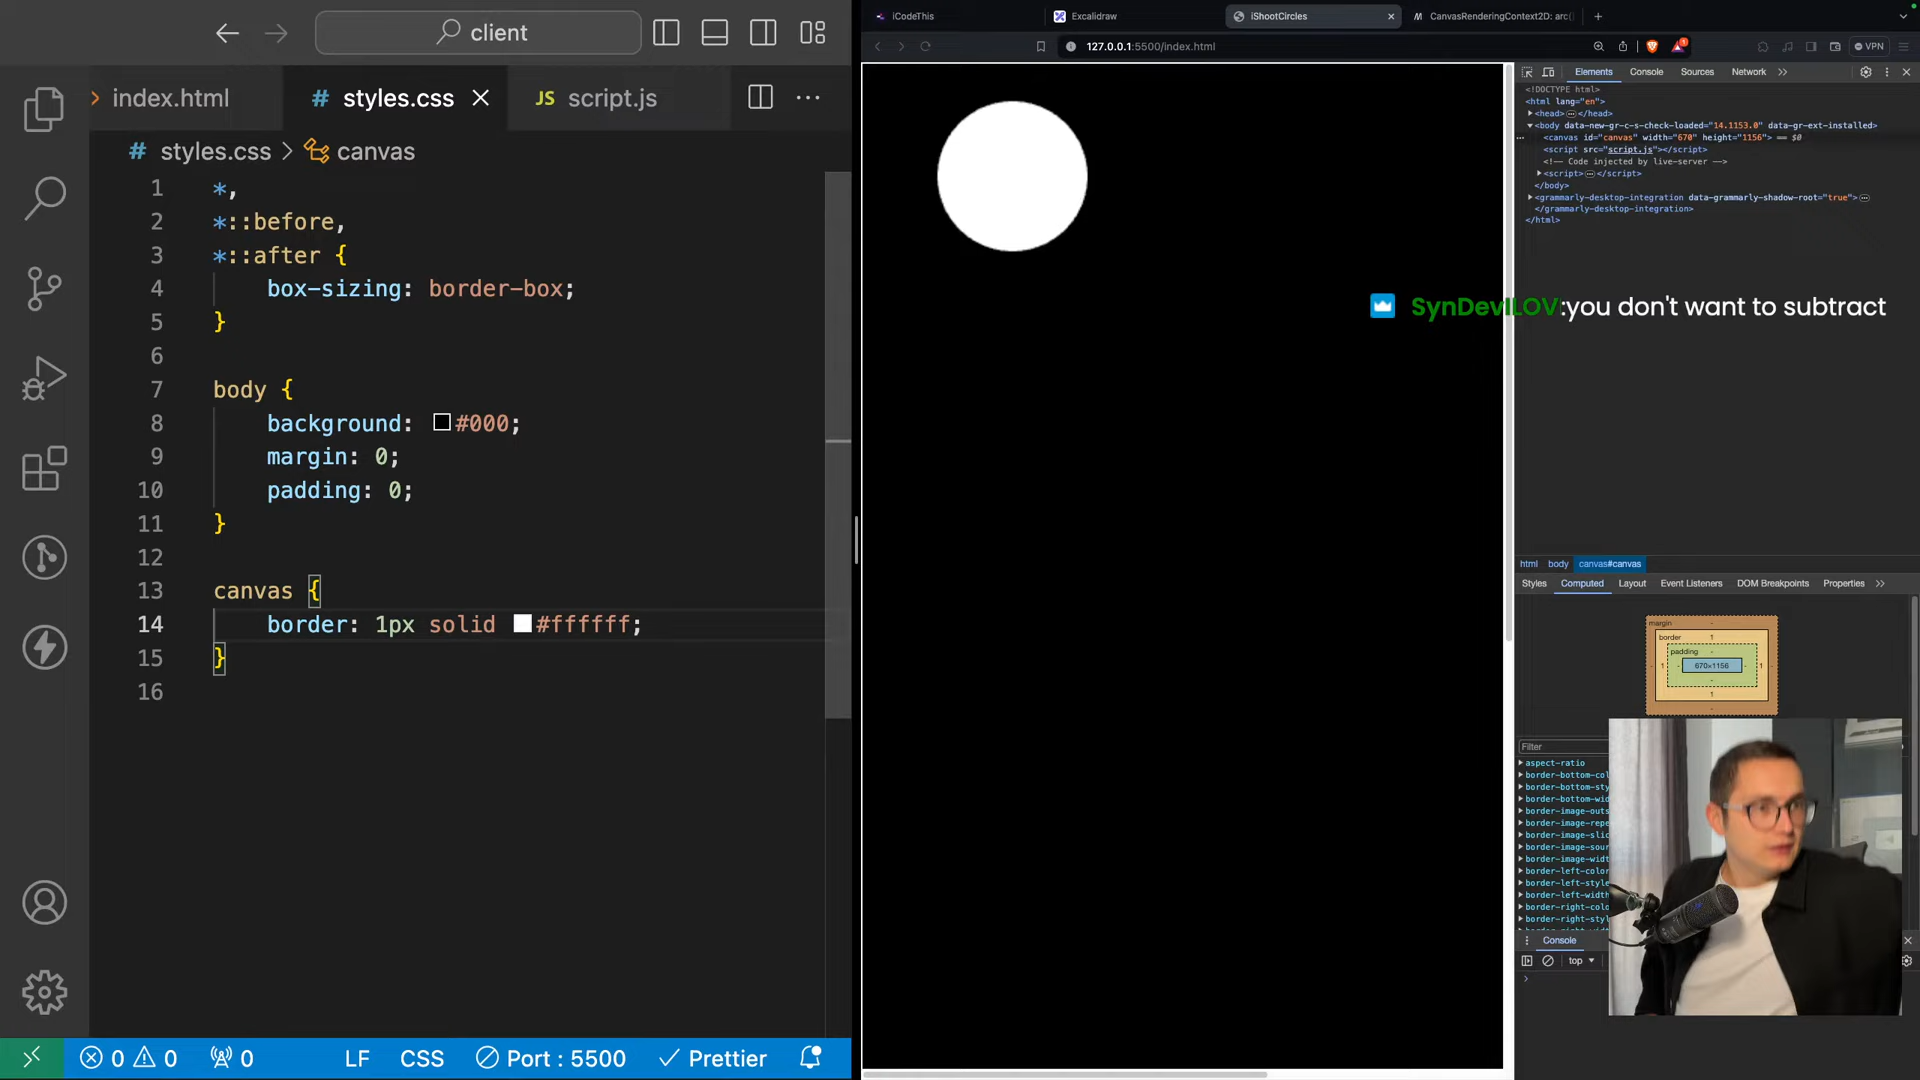 client
index.html
# styles.css
JS script.js
# styles.css > canvas
1 *,
2 *::before,
3 *::after {
4 box-sizing: border-box;
5 }
6
7 body {
8 background: #000;
9 margin: 0;
10 padding: 0;
11 }
12
13 canvas {
14 border: 1px solid #ffffff;
15 }
16
0 0 0
LF
CSS
Port : 5500
Prettier
iCodeThis
Excalidraw
iShootCircles
CanvasRenderingContext2D: arc()
127.0.0.1:5500/index.html
VPN
Elements
Console
Sources
Network
<!DOCTYPE html>
<html lang="en">
<head> </head>
<body data-new-gr-c-s-check-loaded="14.1153.0" data-gr-ext-installed>
<canvas id="canvas" width="670" height="1156"> == $0
<script src="script.js"></script>
<!-- Code injected by live-server -->
<script> </script>
</body>
<grammarly-desktop-integration data-grammarly-shadow-root="true">
</grammarly-desktop-integration>
</html>
SynDevILOV:you don't want to subtract
html body canvas#canvas
Styles
Computed
Layout
Event Listeners
DOM Breakpoints
Properties
margin -
border 1
padding -
1 - 670×1156 - 1
-
1
-
Filter
aspect-ratio
border-bottom-col
border-bottom-sty
border-bottom-wid
border-image-outs
border-image-repe
border-image-slic
border-image-sour
border-image-widt
border-left-color
border-left-style
border-left-width
border-right-colo
border-right-styl
Console
top